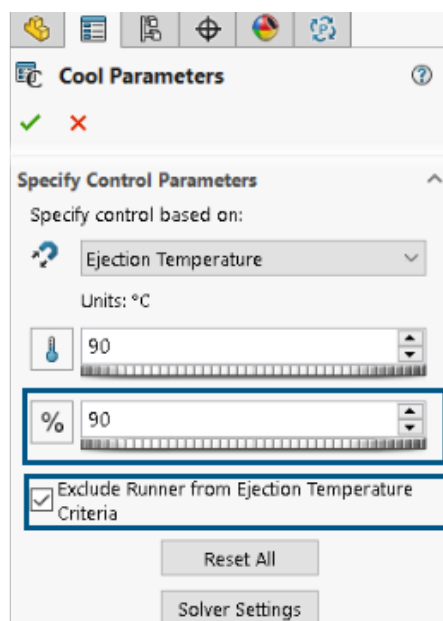 Cool Parameters
Specify Control Parameters
Specify control based on:
Ejection Temperature
Units: °C
90
% 90
Exclude Runner from Ejection Temperature
Criteria
Reset All
Solver Settings